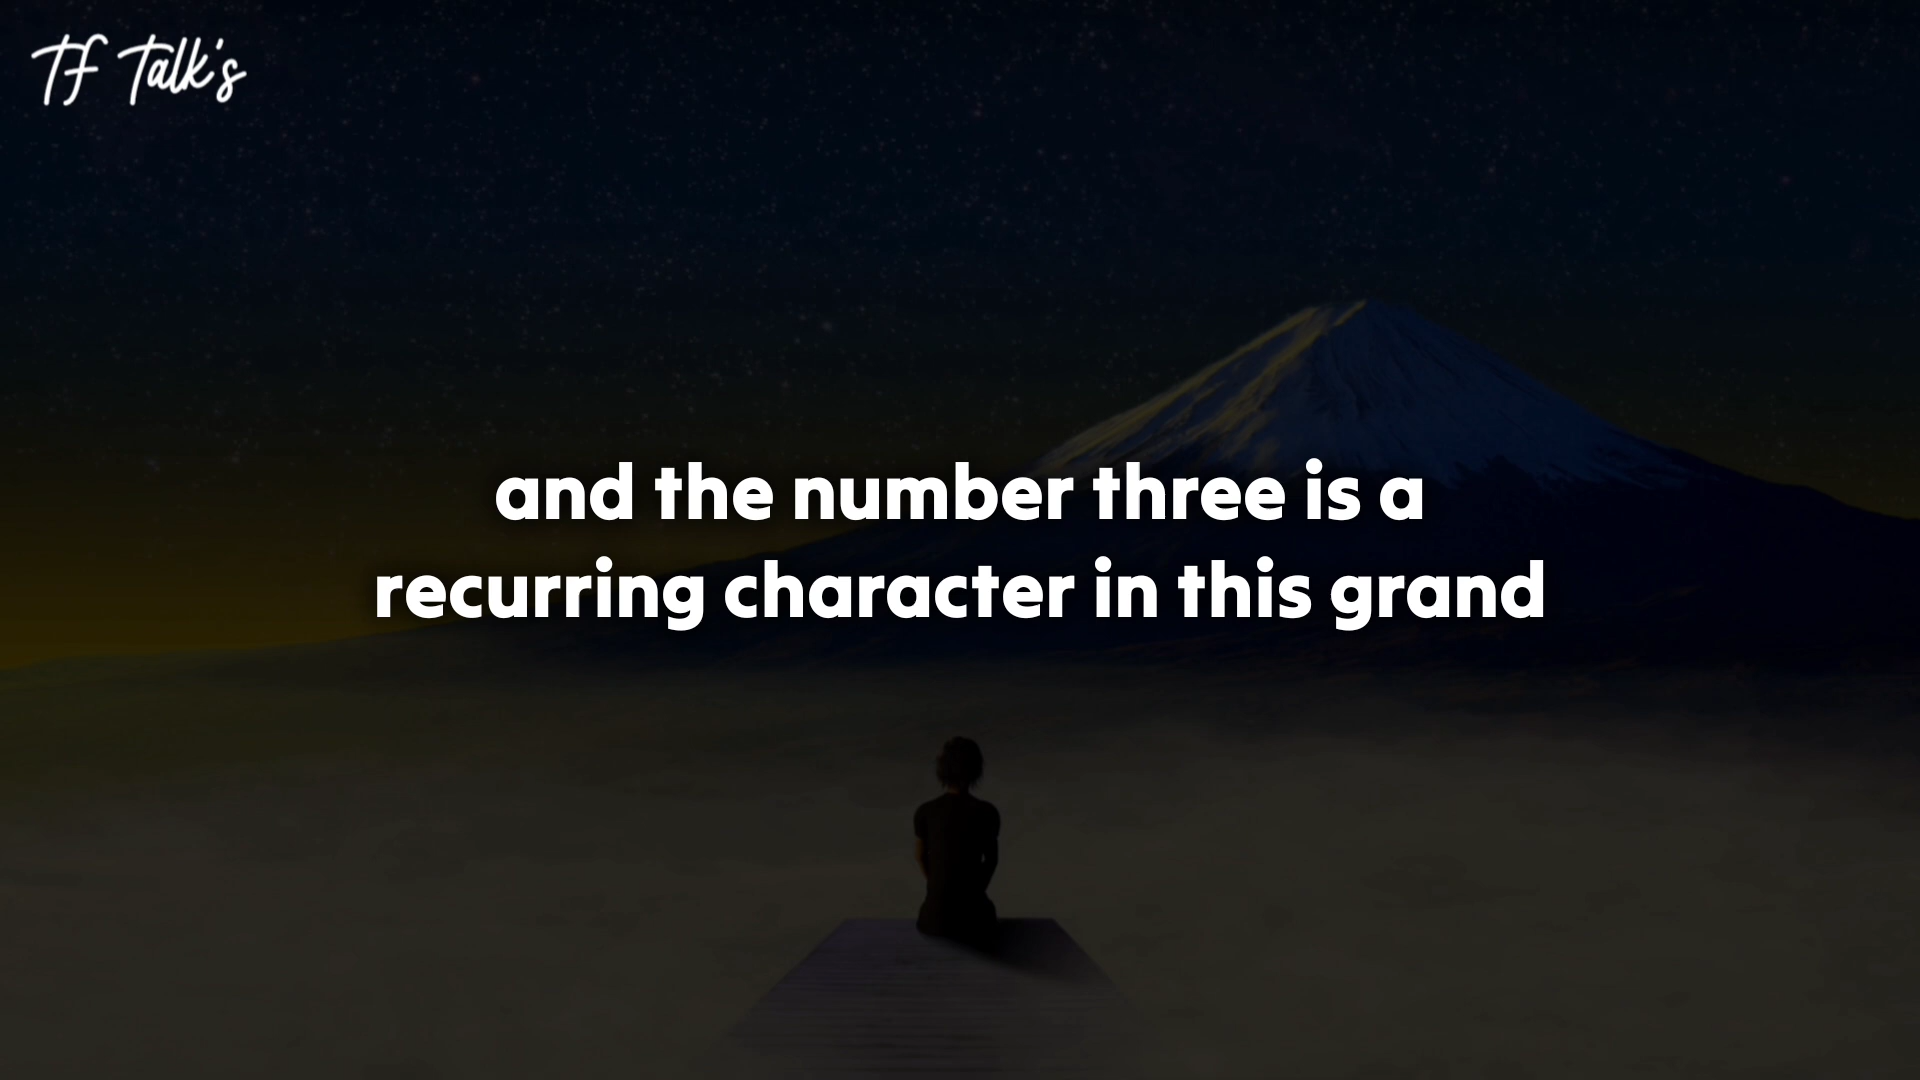 TF Talk's
and the number three is a
recurring character in this grand